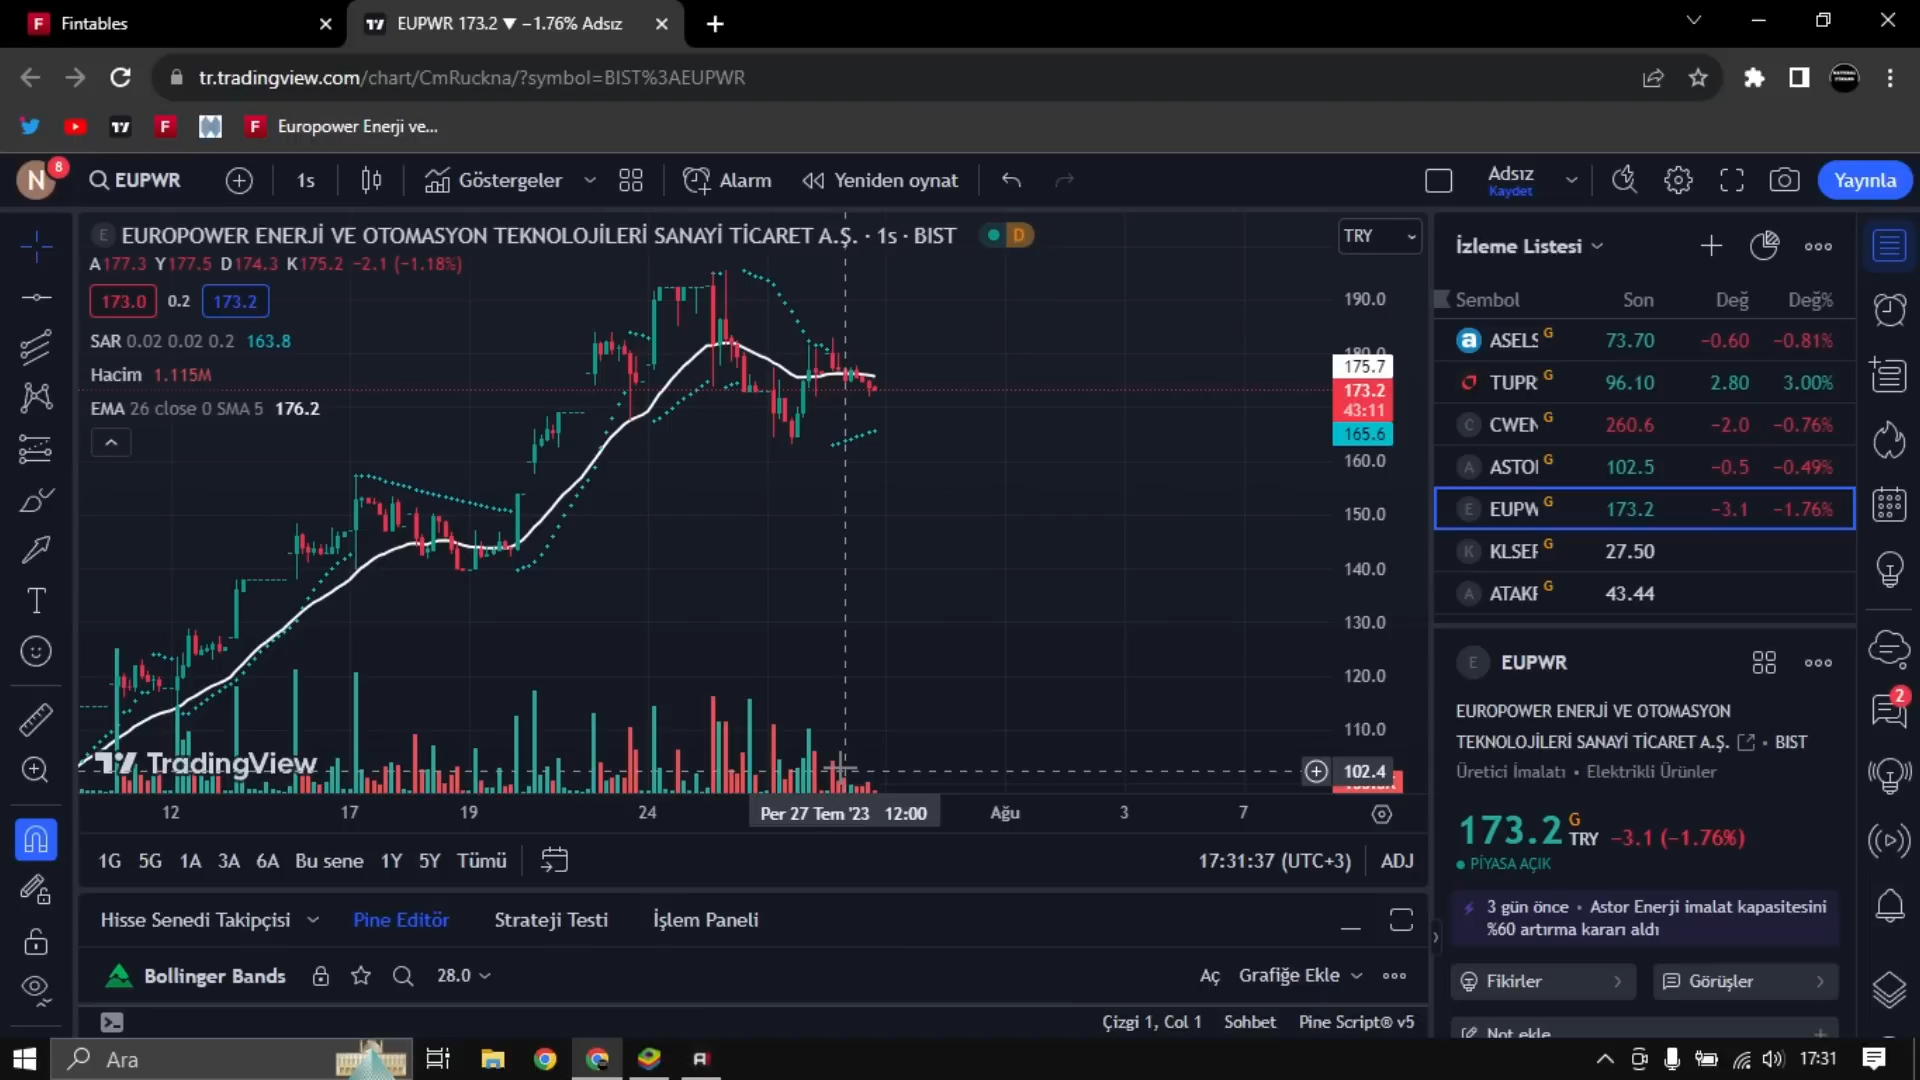 Fintables
EUPWR 173.2 ▼ −1.76% Adsız
tr.tradingview.com/chart/CmRuckna/?symbol=BIST%3AEUPWR
Europower Enerji ve...
N
8
EUPWR
1s
Göstergeler
Alarm
Yeniden oynat
Adsız
Kaydet
Yayınla
E EUROPOWER ENERJİ VE OTOMASYON TEKNOLOJİLERİ SANAYİ TİCARET A.Ş. · 1s · BIST
D
TRY
A177.3 Y177.5 D174.3 K175.2 −2.1 (−1.18%)
173.0 0.2 173.2
SAR 0.02 0.02 0.2 163.8
Hacim 1.115M
EMA 26 close 0 SMA 5 176.2
190.0
175.7
173.2
43:11
165.6
160.0
150.0
140.0
130.0
120.0
110.0
102.4
TradingView
12 17 19 24 Per 27 Tem '23 12:00 Ağu 3 7
1G 5G 1A 3A 6A Bu sene 1Y 5Y Tümü
17:31:37 (UTC+3) ADJ
Hisse Senedi Takipçisi Pine Editör Strateji Testi İşlem Paneli
Bollinger Bands 28.0
Aç Grafiğe Ekle
Çizgi 1, Col 1 Sohbet Pine Script® v5
İzleme Listesi
Sembol Son Değ Değ%
a ASELS G 73.70 −0.60 −0.81%
TUPR G 96.10 2.80 3.00%
C CWEN G 260.6 −2.0 −0.76%
A ASTO G 102.5 −0.5 −0.49%
E EUPW G 173.2 −3.1 −1.76%
K KLSER G 27.50
A ATAKP G 43.44
E EUPWR
EUROPOWER ENERJİ VE OTOMASYON
TEKNOLOJİLERİ SANAYİ TİCARET A.Ş. • BIST
Üretici İmalatı • Elektrikli Ürünler
173.2 G TRY −3.1 (−1.76%)
PİYASA AÇIK
3 gün önce • Astor Enerji imalat kapasitesini
%60 artırma kararı aldı
Fikirler
Görüşler
Not ekle
2
Ara
17:31